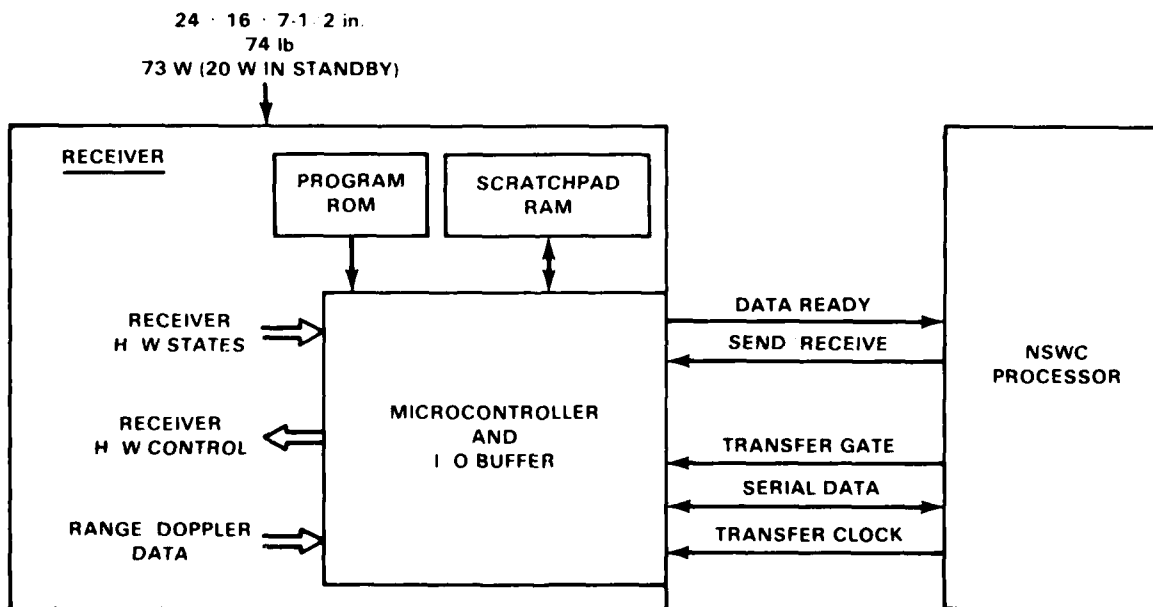 24 · 16 · 7-1 2 in.
74 lb
73 W (20 W IN STANDBY)
RECEIVER
PROGRAM
ROM
SCRATCHPAD
RAM
RECEIVER
H W STATES
RECEIVER
H W CONTROL
RANGE DOPPLER
DATA
MICROCONTROLLER
AND
I O BUFFER
DATA READY
SEND RECEIVE
TRANSFER GATE
SERIAL DATA
TRANSFER CLOCK
NSWC
PROCESSOR